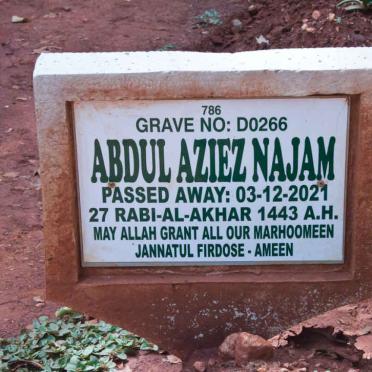 786
GRAVE NO: D0266
ABDUL AZIEZ NAJAM
PASSED AWAY: 03-12-2021
27 RABI-AL-AKHAR 1443 A.H.
MAY ALLAH GRANT ALL OUR MARHOOMEEN
JANNATUL FIRDOSE - AMEEN